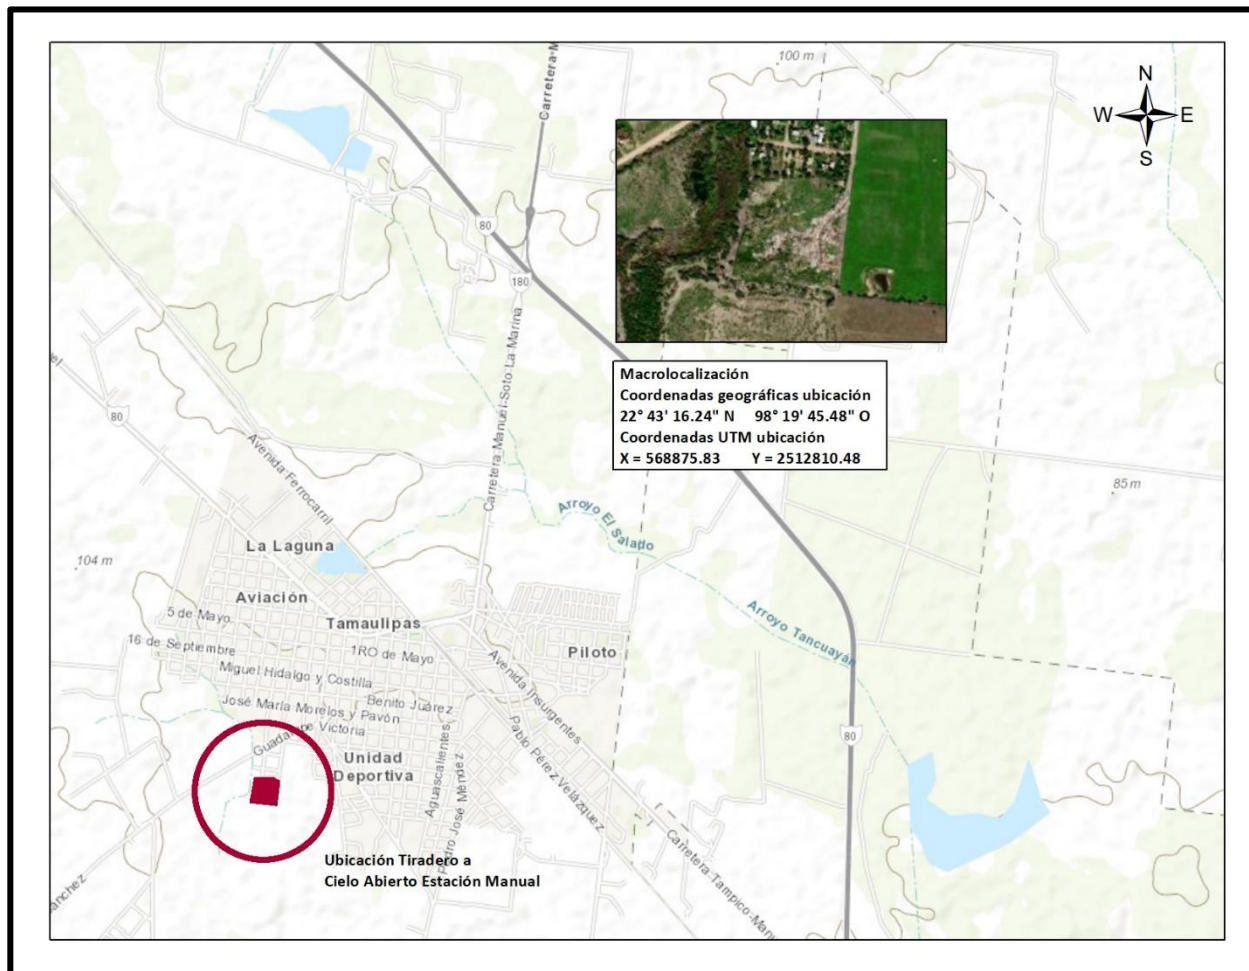 100 m
N
W E
S
Carretera-M
80
180
Carretera-Manuel-Soto-La-Marina
Macrolocalización
Coordenadas geográficas ubicación
22° 43' 16.24" N 98° 19' 45.48" O
Coordenadas UTM ubicación
X = 568875.83 Y = 2512810.48
80
Avenida Ferrocarril
85 m
Arroyo El Salado
La Laguna
104 m
Aviación
5 de Mayo
Tamaulipas
16 de Septiembre
1RO de Mayo
Piloto
Arroyo Tancuayán
Miguel Hidalgo y Costilla
Avenida Insurgentes
Benito Juárez
José María Morelos y Pavón
Guadalupe Victoria
Unidad
Deportiva
Aguascalientes
Pedro José Méndez
Pablo Pérez Velázquez
80
Carretera-Tampico-Manu
Ubicación Tiradero a
Cielo Abierto Estación Manual
ánchez